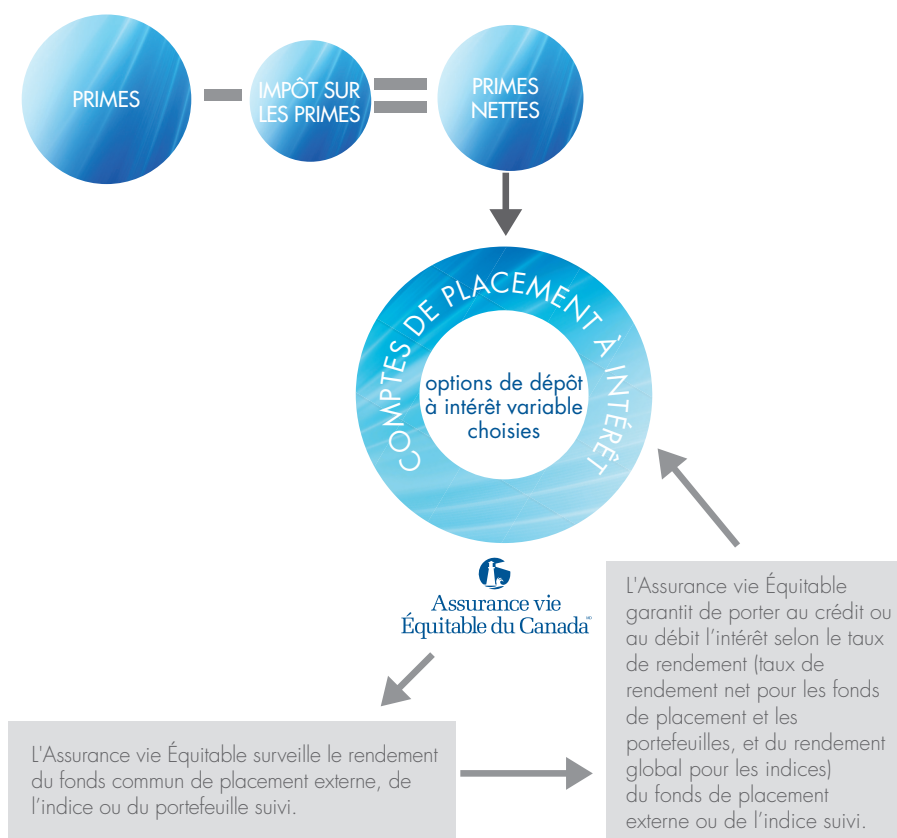 PRIMES
IMPÔT SUR
LES PRIMES
PRIMES
NETTES
COMPTES DE PLACEMENT À INTÉRÊT
options de dépôt
à intérêt variable
choisies
Assurance vie
Équitable du Canada
L'Assurance vie Équitable surveille le rendement
du fonds commun de placement externe, de
l'indice ou du portefeuille suivi.
L'Assurance vie Équitable
garantit de porter au crédit ou
au débit l'intérêt selon le taux
de rendement (taux de
rendement net pour les fonds
de placement et les
portefeuilles, et du rendement
global pour les indices)
du fonds de placement
externe ou de l'indice suivi.